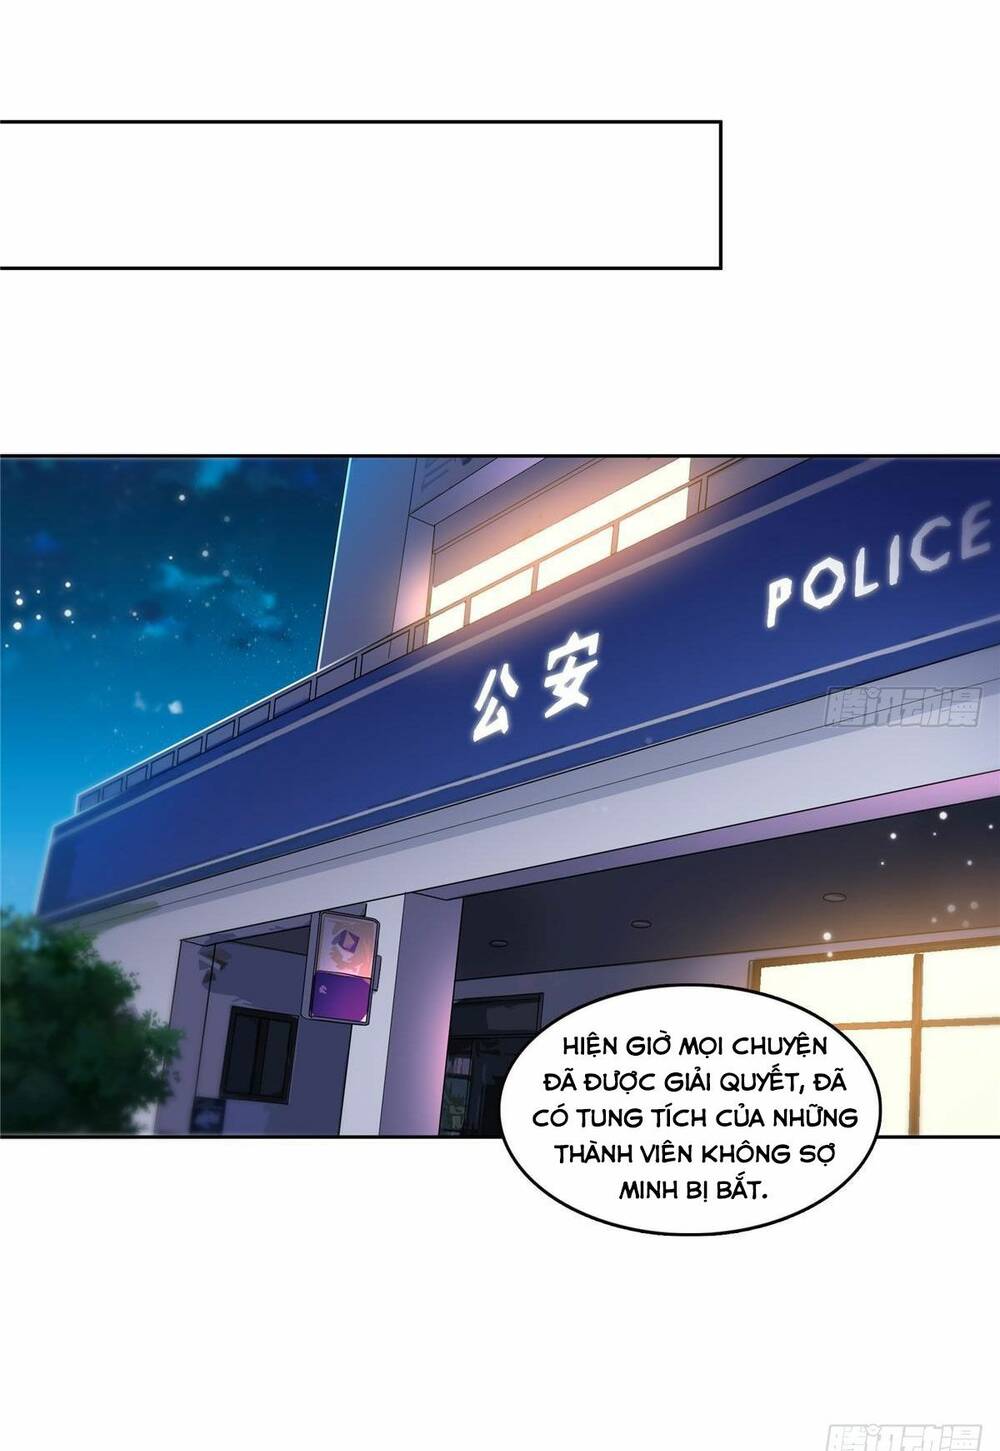 POLICE
公安
腾讯动漫
HIỆN GIỜ MỌI CHUYỆN
ĐÃ ĐƯỢC GIẢI QUYẾT, ĐÃ
CÓ TUNG TÍCH CỦA NHỮNG
THÀNH VIÊN KHÔNG SỢ
MINH BỊ BẮT.
腾讯动漫